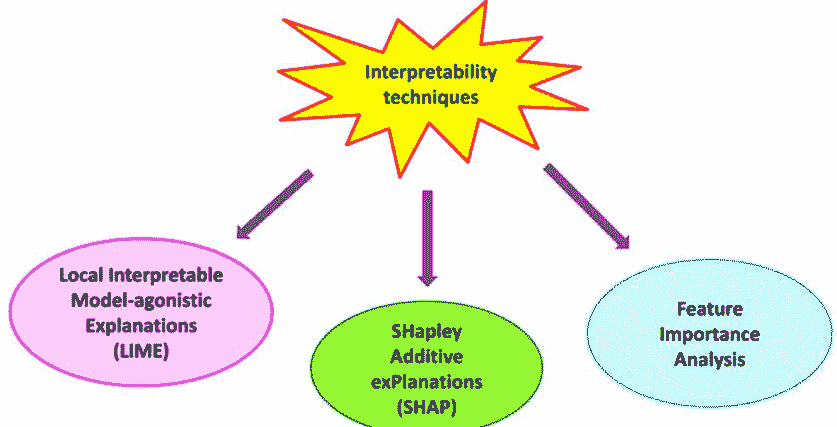 Interpretability
techniques
Local Interpretable
Model-agonistic
Explanations
(LIME)
SHapley
Additive
exPlanations
(SHAP)
Feature
Importance
Analysis